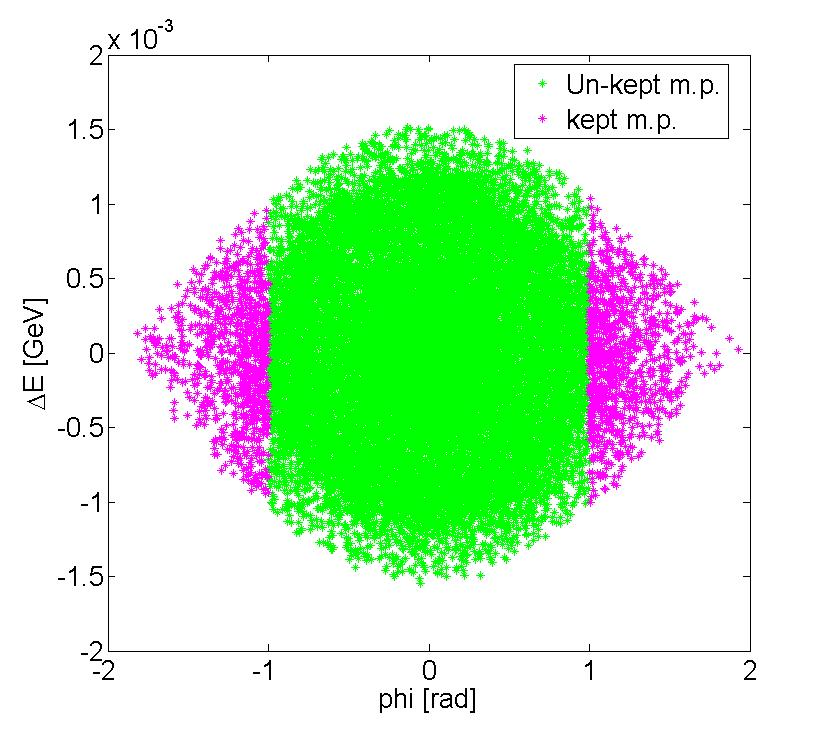 x 10^-3
2
1.5
1
0.5
0
-0.5
-1
-1.5
-2
-2 -1 0 1 2
phi [rad]
ΔE [GeV]
Un-kept m.p.
kept m.p.